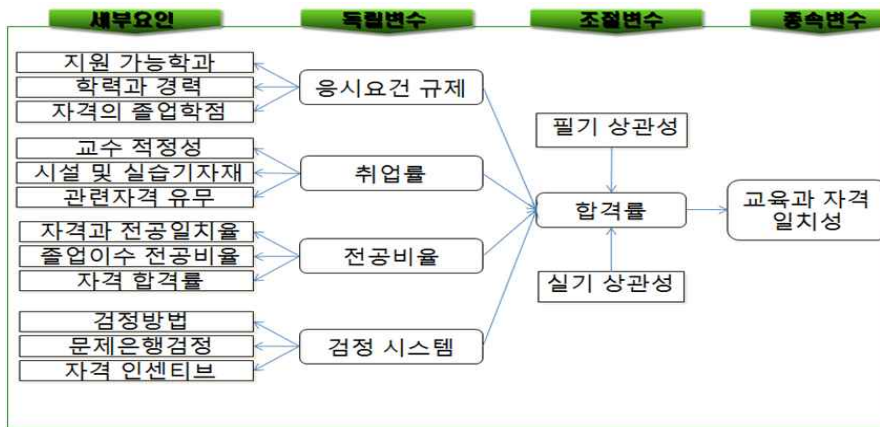 세부요인
독립변수
조절변수
종속변수
지원 가능학과
학력과 경력
자격의 졸업학점
응시요건 규제
교수 적정성
시설 및 실습기자재
관련자격 유무
취업률
자격과 전공일치율
졸업이수 전공비율
자격 합격률
전공비율
검정방법
문제은행검정
자격 인센티브
검정 시스템
필기 상관성
합격률
실기 상관성
교육과 자격
일치성